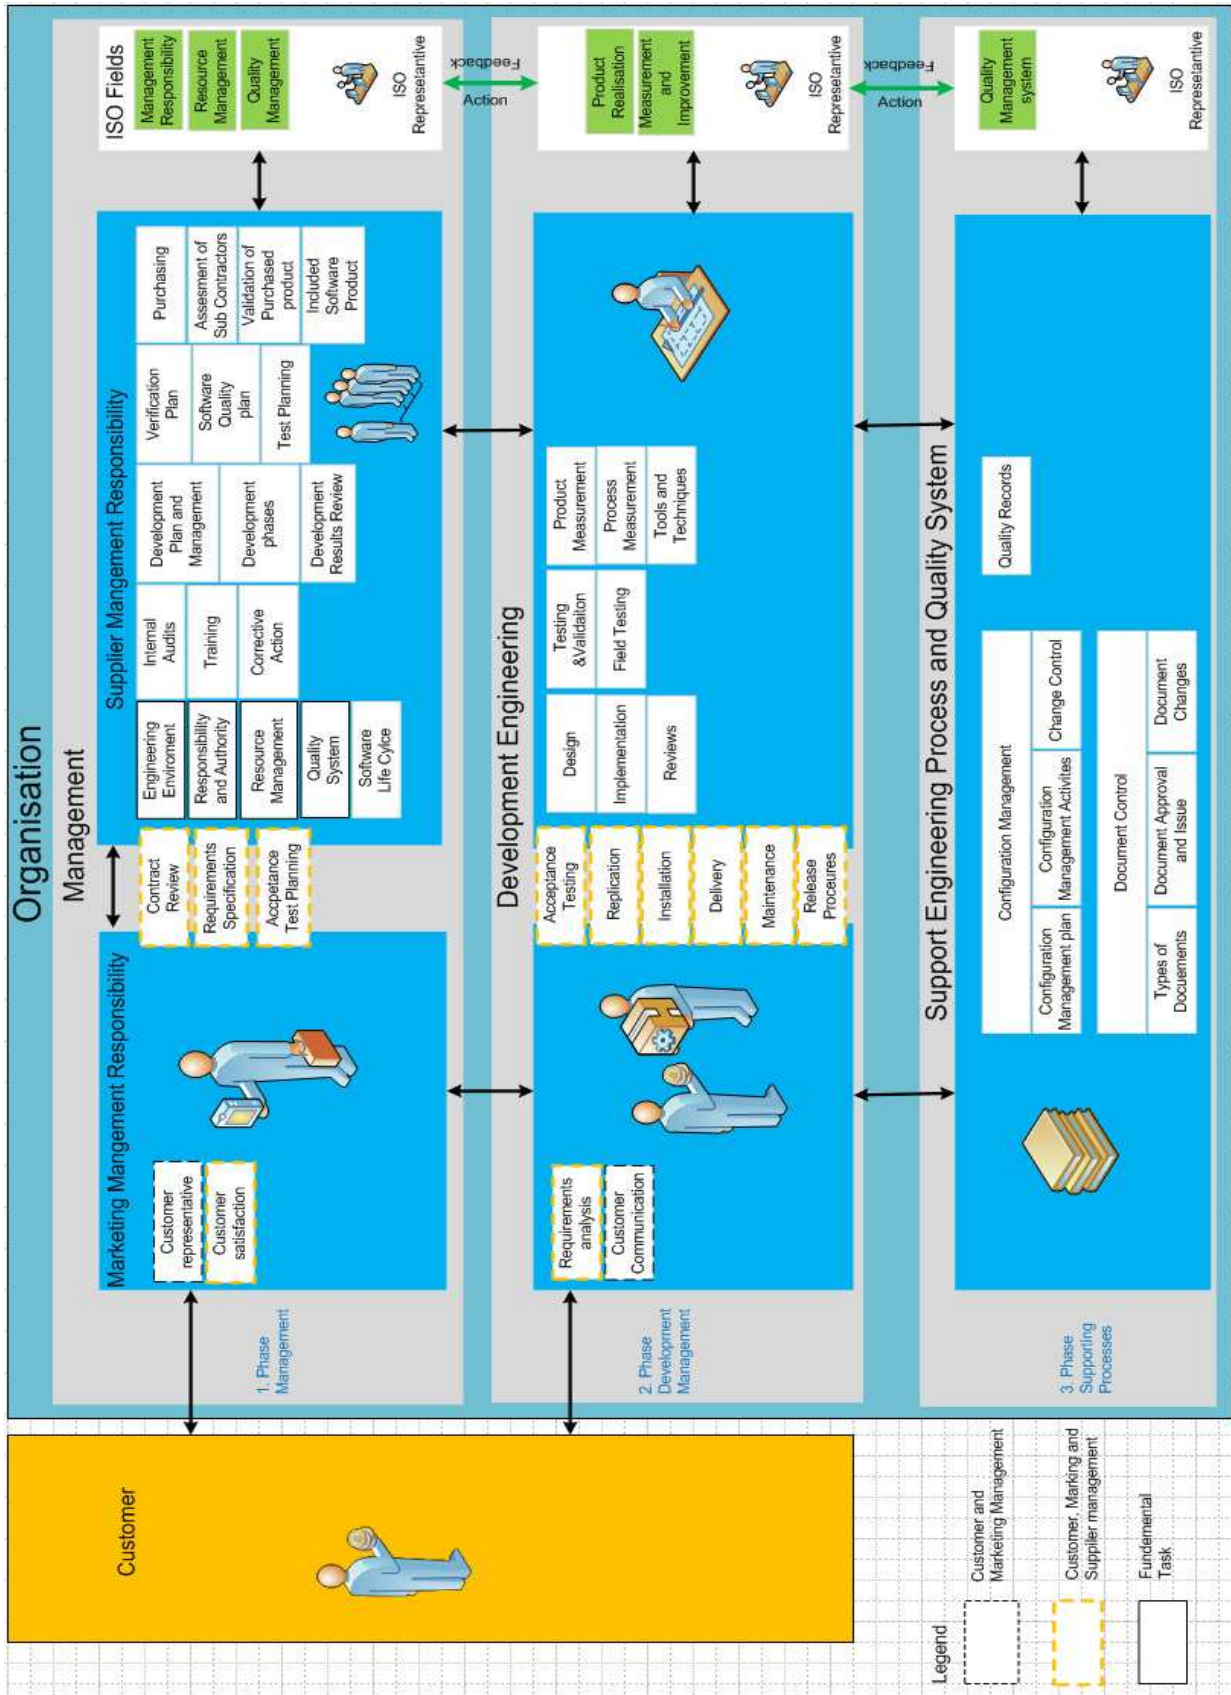 Organisation
Management
Marketing Mangement Responsibility
Supplier Mangement Responsibility
ISO Fields
Customer
1. Phase
Management
Customer
representative
Customer
satisfaction
Contract
Review
Requirements
Specification
Accpetance
Test Planning
Engineering
Enviroment
Responsibility
and Authority
Resource
Management
Quality
System
Software
Life Cylce
Internal
Audits
Training
Corrective
Action
Development
Plan and
Management
Development
phases
Development
Results Review
Verification
Plan
Software
Quality
plan
Test Planning
Purchasing
Assesment of
Sub Contractors
Validation of
Purchased
product
Included
Software
Product
Management
Responsibility
Resource
Management
Quality
Management
ISO
Represetantive
Action
Feedback
Development Engineering
2. Phase
Development
Management
Requirements
analysis
Customer
Communication
Acceptance
Testing
Replication
Installation
Delivery
Maintenance
Release
Proceures
Design
Implementation
Reviews
Testing
&Validaiton
Field Testing
Product
Measurement
Process
Measurement
Tools and
Techniques
Product
Realisation
Measurement
and
Improvement
ISO
Represetantive
Action
Feedback
Support Engineering Process and Quality System
3. Phase
Supporting
Processes
Configuration Management
Configuration
Management plan
Configuration
Management Activites
Change Control
Document Control
Types of
Docuements
Document Approval
and Issue
Document
Changes
Quality Records
Quality
Management
system
ISO
Represetantive
Legend
Customer and
Marketing Management
Customer, Marking and
Supplier management
Fundemental
Task